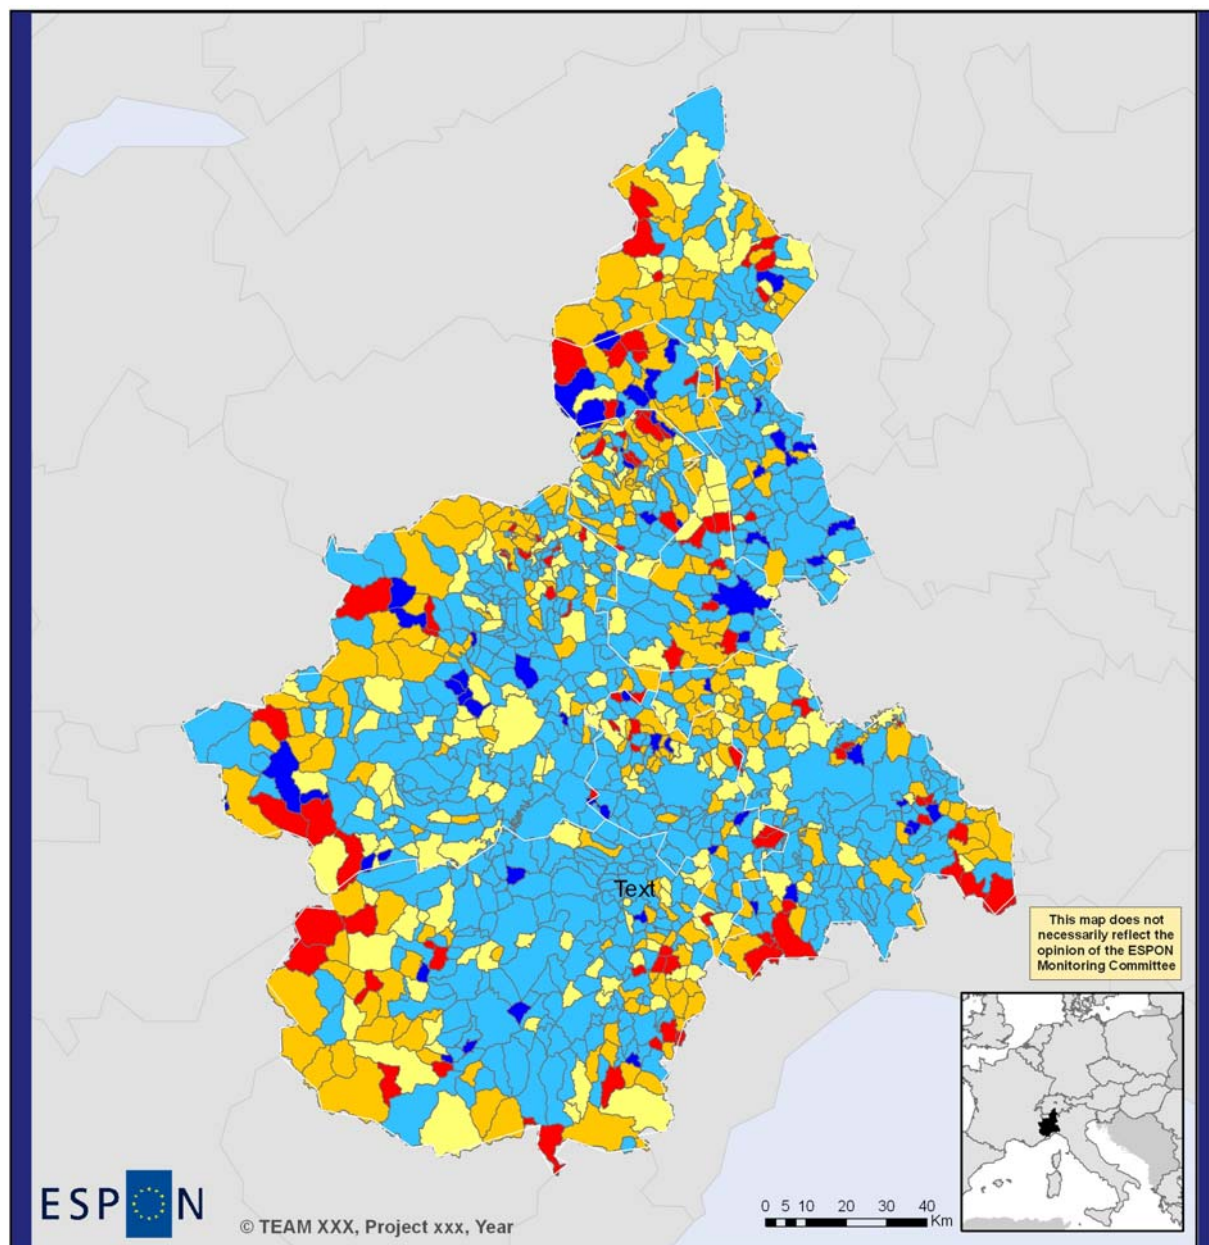 Text
This map does not
necessarily reflect the
opinion of the ESPON
Monitoring Committee
ESPON
© TEAM XXX, Project xxx, Year
0 5 10 20 30 40
Km